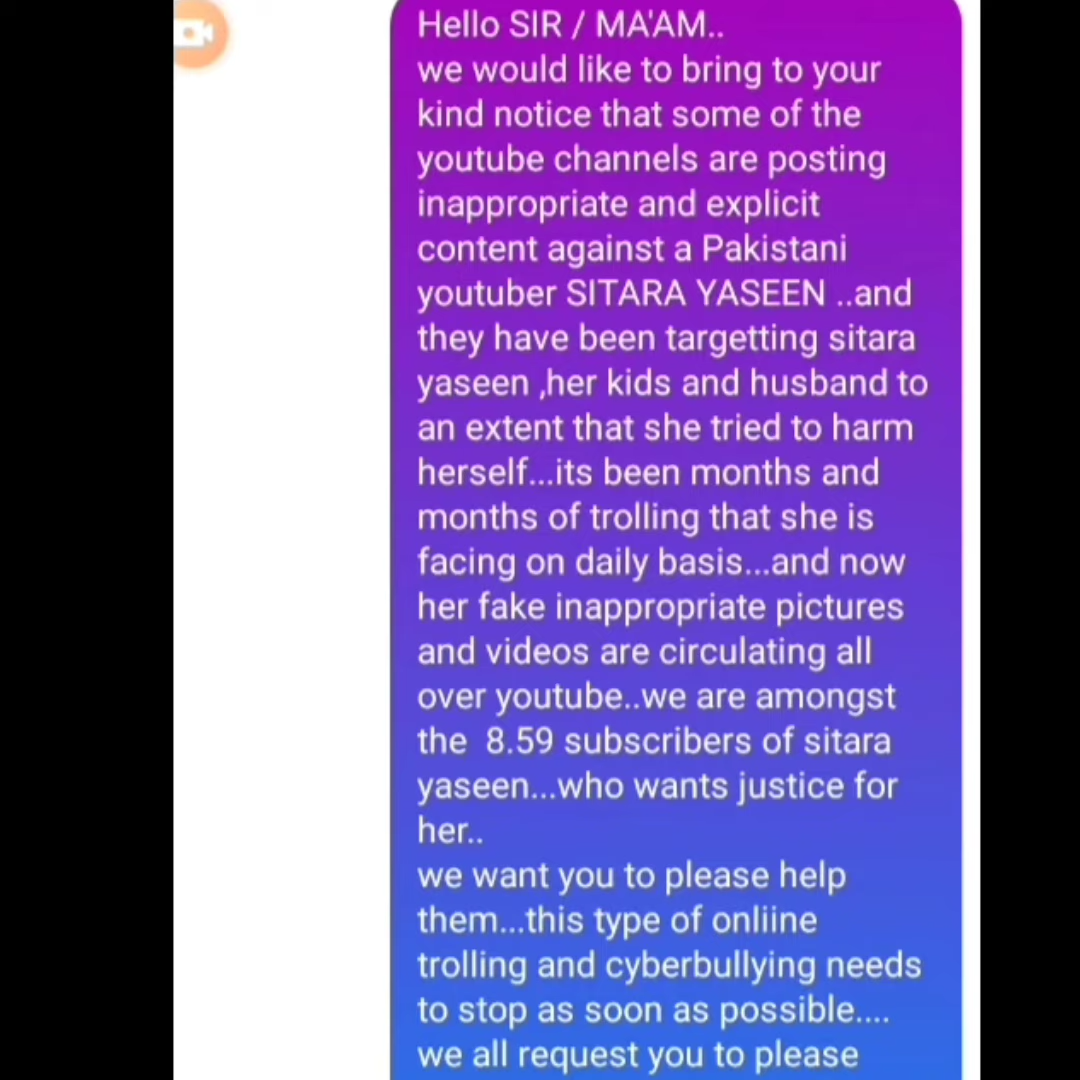 Hello SIR / MA'AM..
we would like to bring to your
kind notice that some of the
youtube channels are posting
inappropriate and explicit
content against a Pakistani
youtuber SITARA YASEEN ..and
they have been targetting sitara
yaseen ,her kids and husband to
an extent that she tried to harm
herself...its been months and
months of trolling that she is
facing on daily basis...and now
her fake inappropriate pictures
and videos are circulating all
over youtube..we are amongst
the  8.59 subscribers of sitara
yaseen...who wants justice for
her..
we want you to please help
them...this type of onliine
trolling and cyberbullying needs
to stop as soon as possible....
we all request you to please